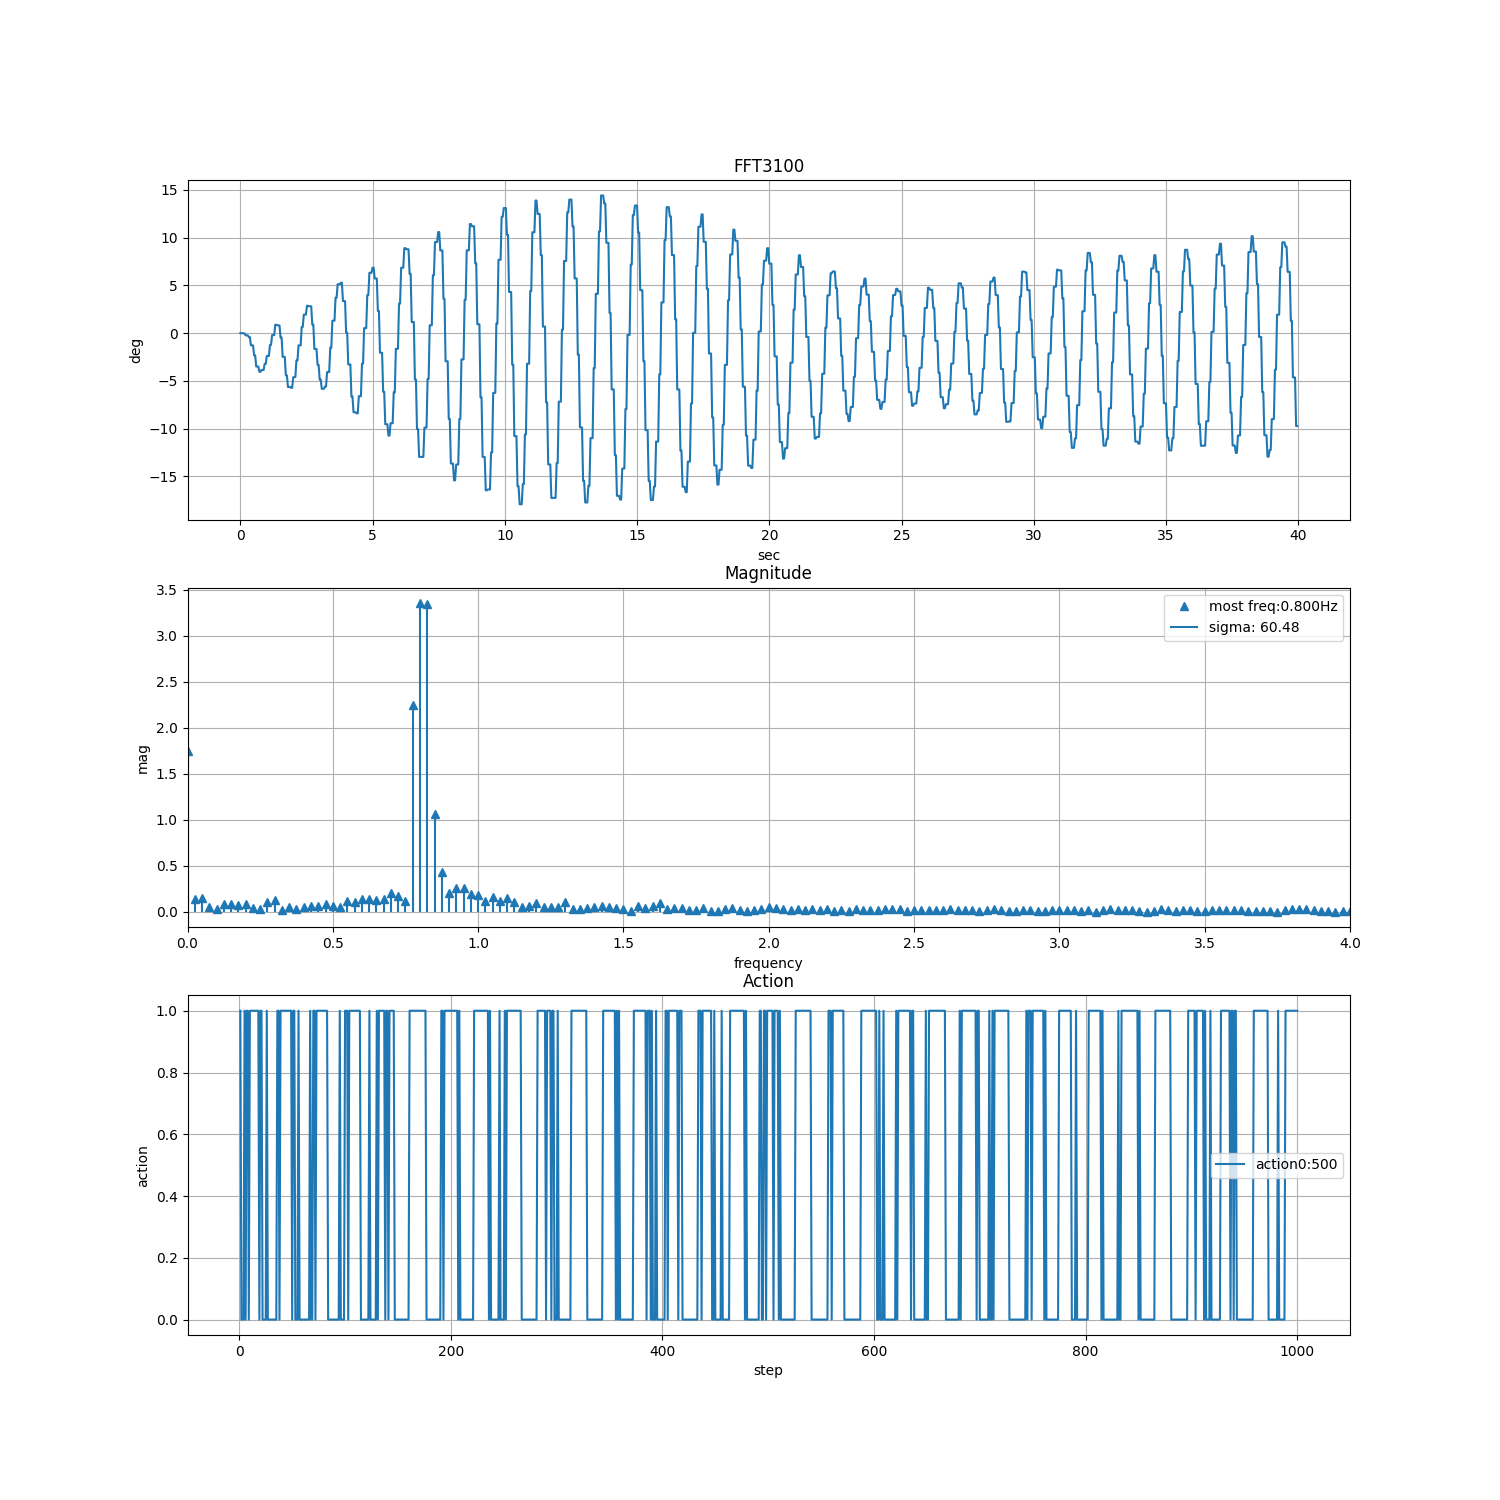 FFT3100
15
10
5
0
−5
−10
−15
deg
0 5 10 15 20 25 30 35 40
sec
Magnitude
3.5
3.0
2.5
2.0
1.5
1.0
0.5
0.0
mag
most freq:0.800Hz
sigma: 60.48
0.0 0.5 1.0 1.5 2.0 2.5 3.0 3.5 4.0
frequency
Action
1.0
0.8
0.6
0.4
0.2
0.0
action
action0:500
0 200 400 600 800 1000
step